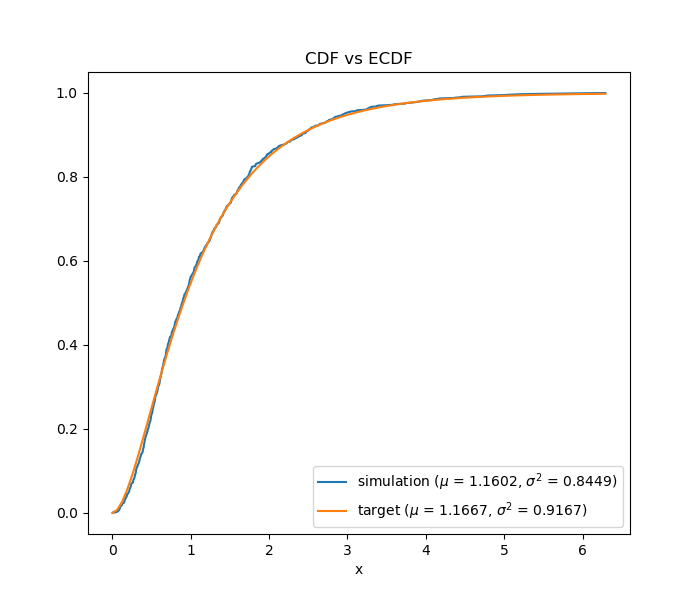 CDF vs ECDF
1.0
0.8
0.6
0.4
0.2
0.0
simulation (μ = 1.1602, σ² = 0.8449)
target (μ = 1.1667, σ² = 0.9167)
0 1 2 3 4 5 6
x